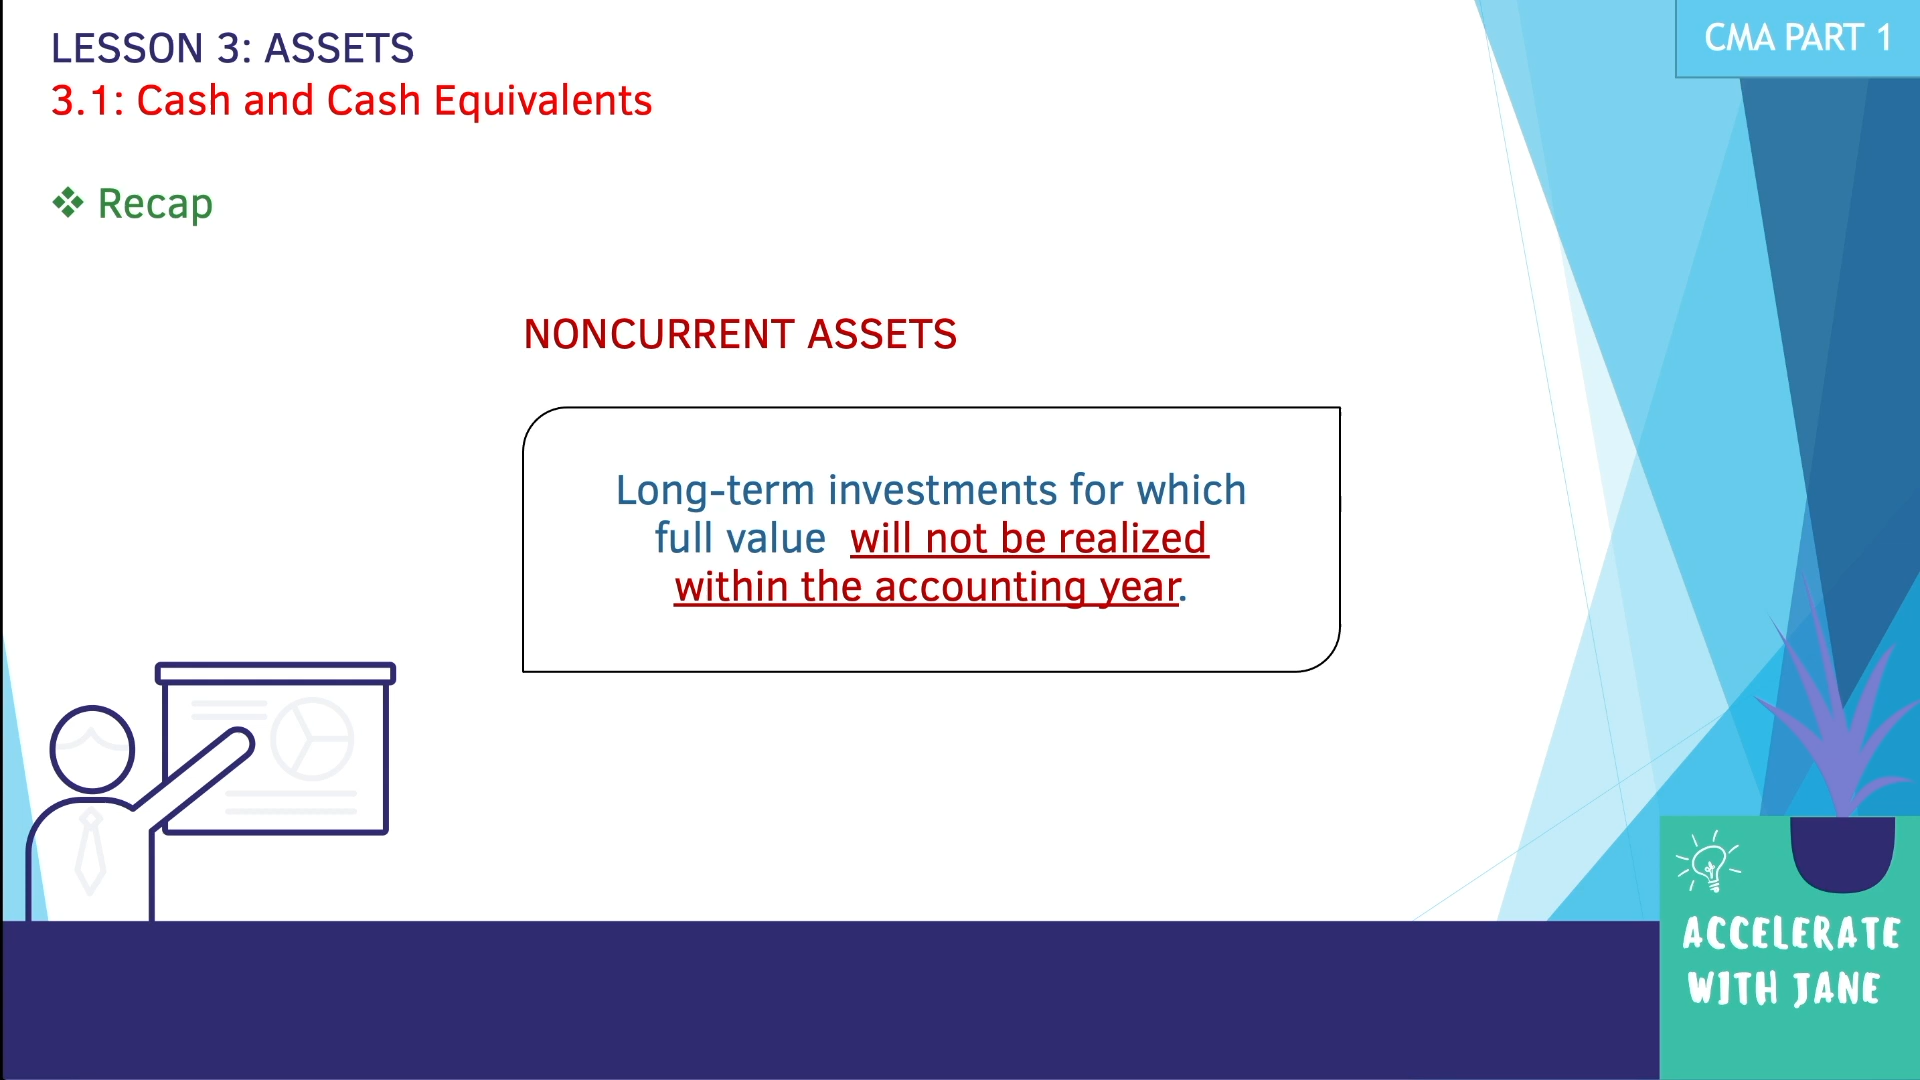 LESSON 3: ASSETS
CMA PART 1
3.1: Cash and Cash Equivalents
❖ Recap
NONCURRENT ASSETS
Long-term investments for which
full value will not be realized
within the accounting year.
ACCELERATE
WITH JANE